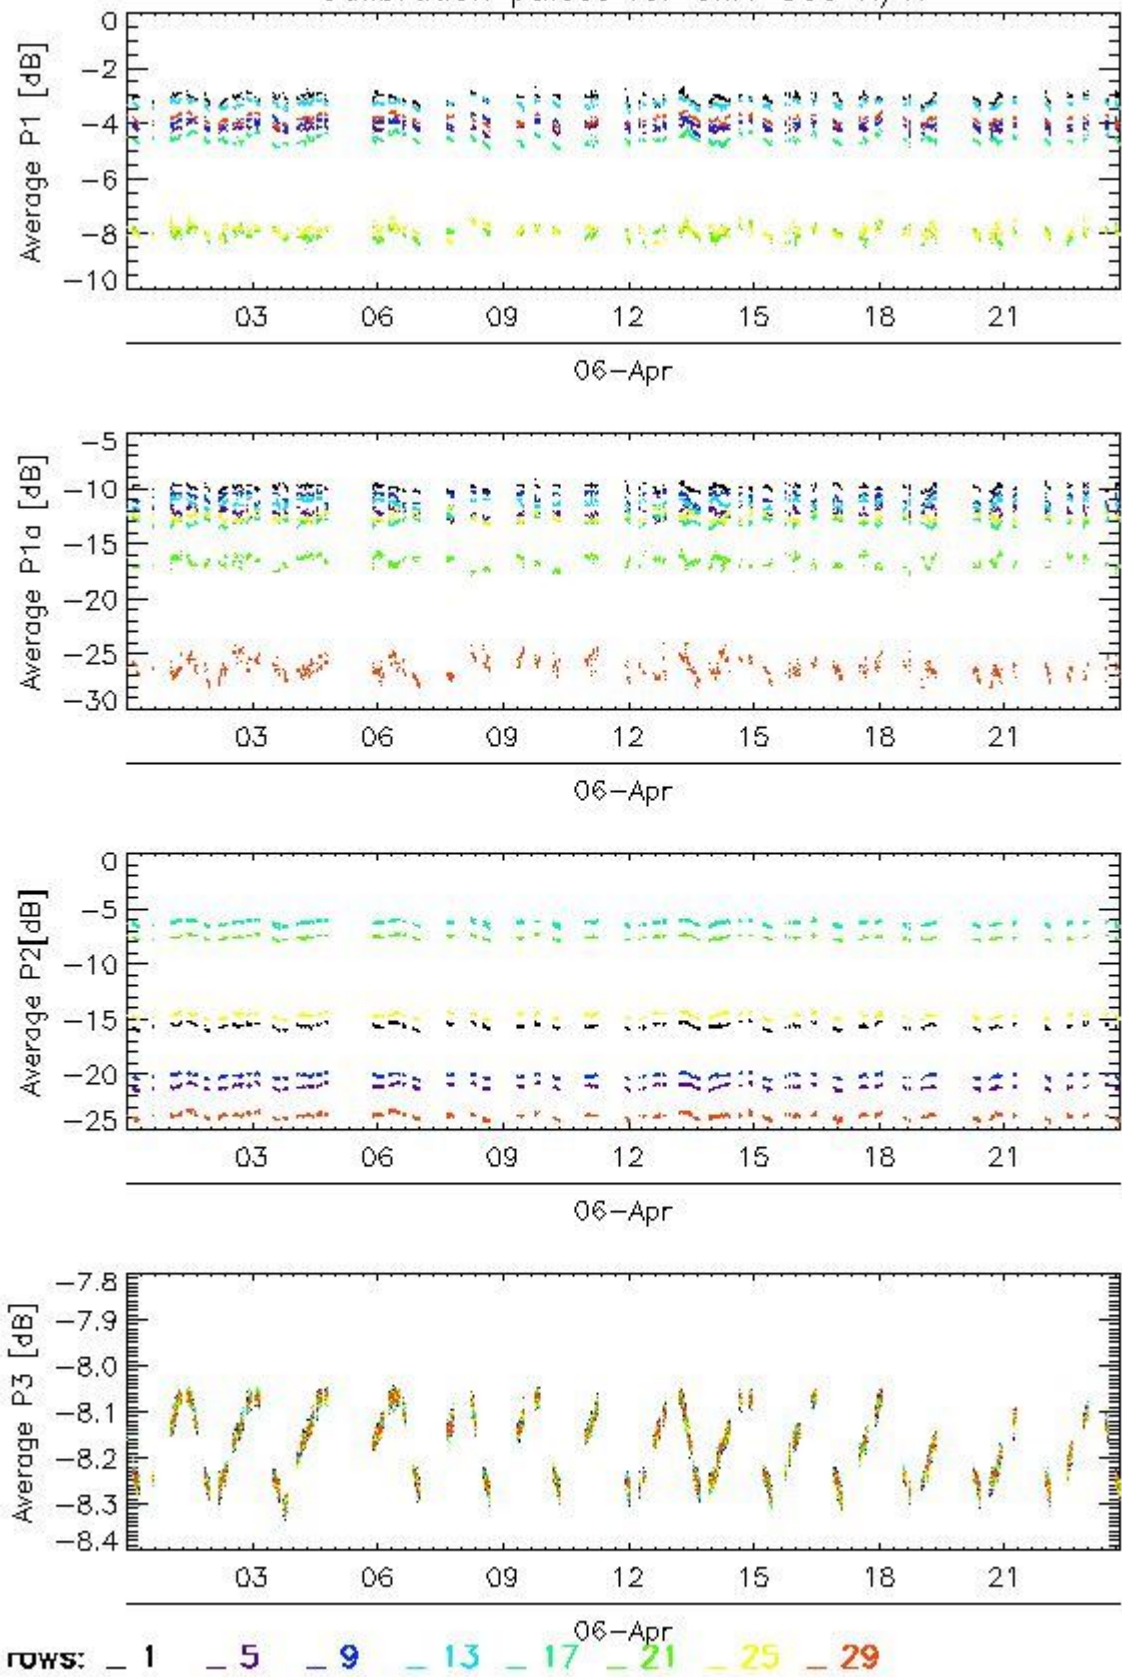 0
−2
−4
−6
−8
−10
Average P1 [dB]
03 06 09 12 15 18 21
06−Apr
−5
−10
−15
−20
−25
−30
Average P1a [dB]
03 06 09 12 15 18 21
06−Apr
0
−5
−10
−15
−20
−25
Average P2[dB]
03 06 09 12 15 18 21
06−Apr
−7.8
−7.9
−8.0
−8.1
−8.2
−8.3
−8.4
Average P3 [dB]
03 06 09 12 15 18 21
06−Apr
rows: _ 1 _ 5 _ 9 _ 13 _ 17 _ 21 _ 25 _ 29